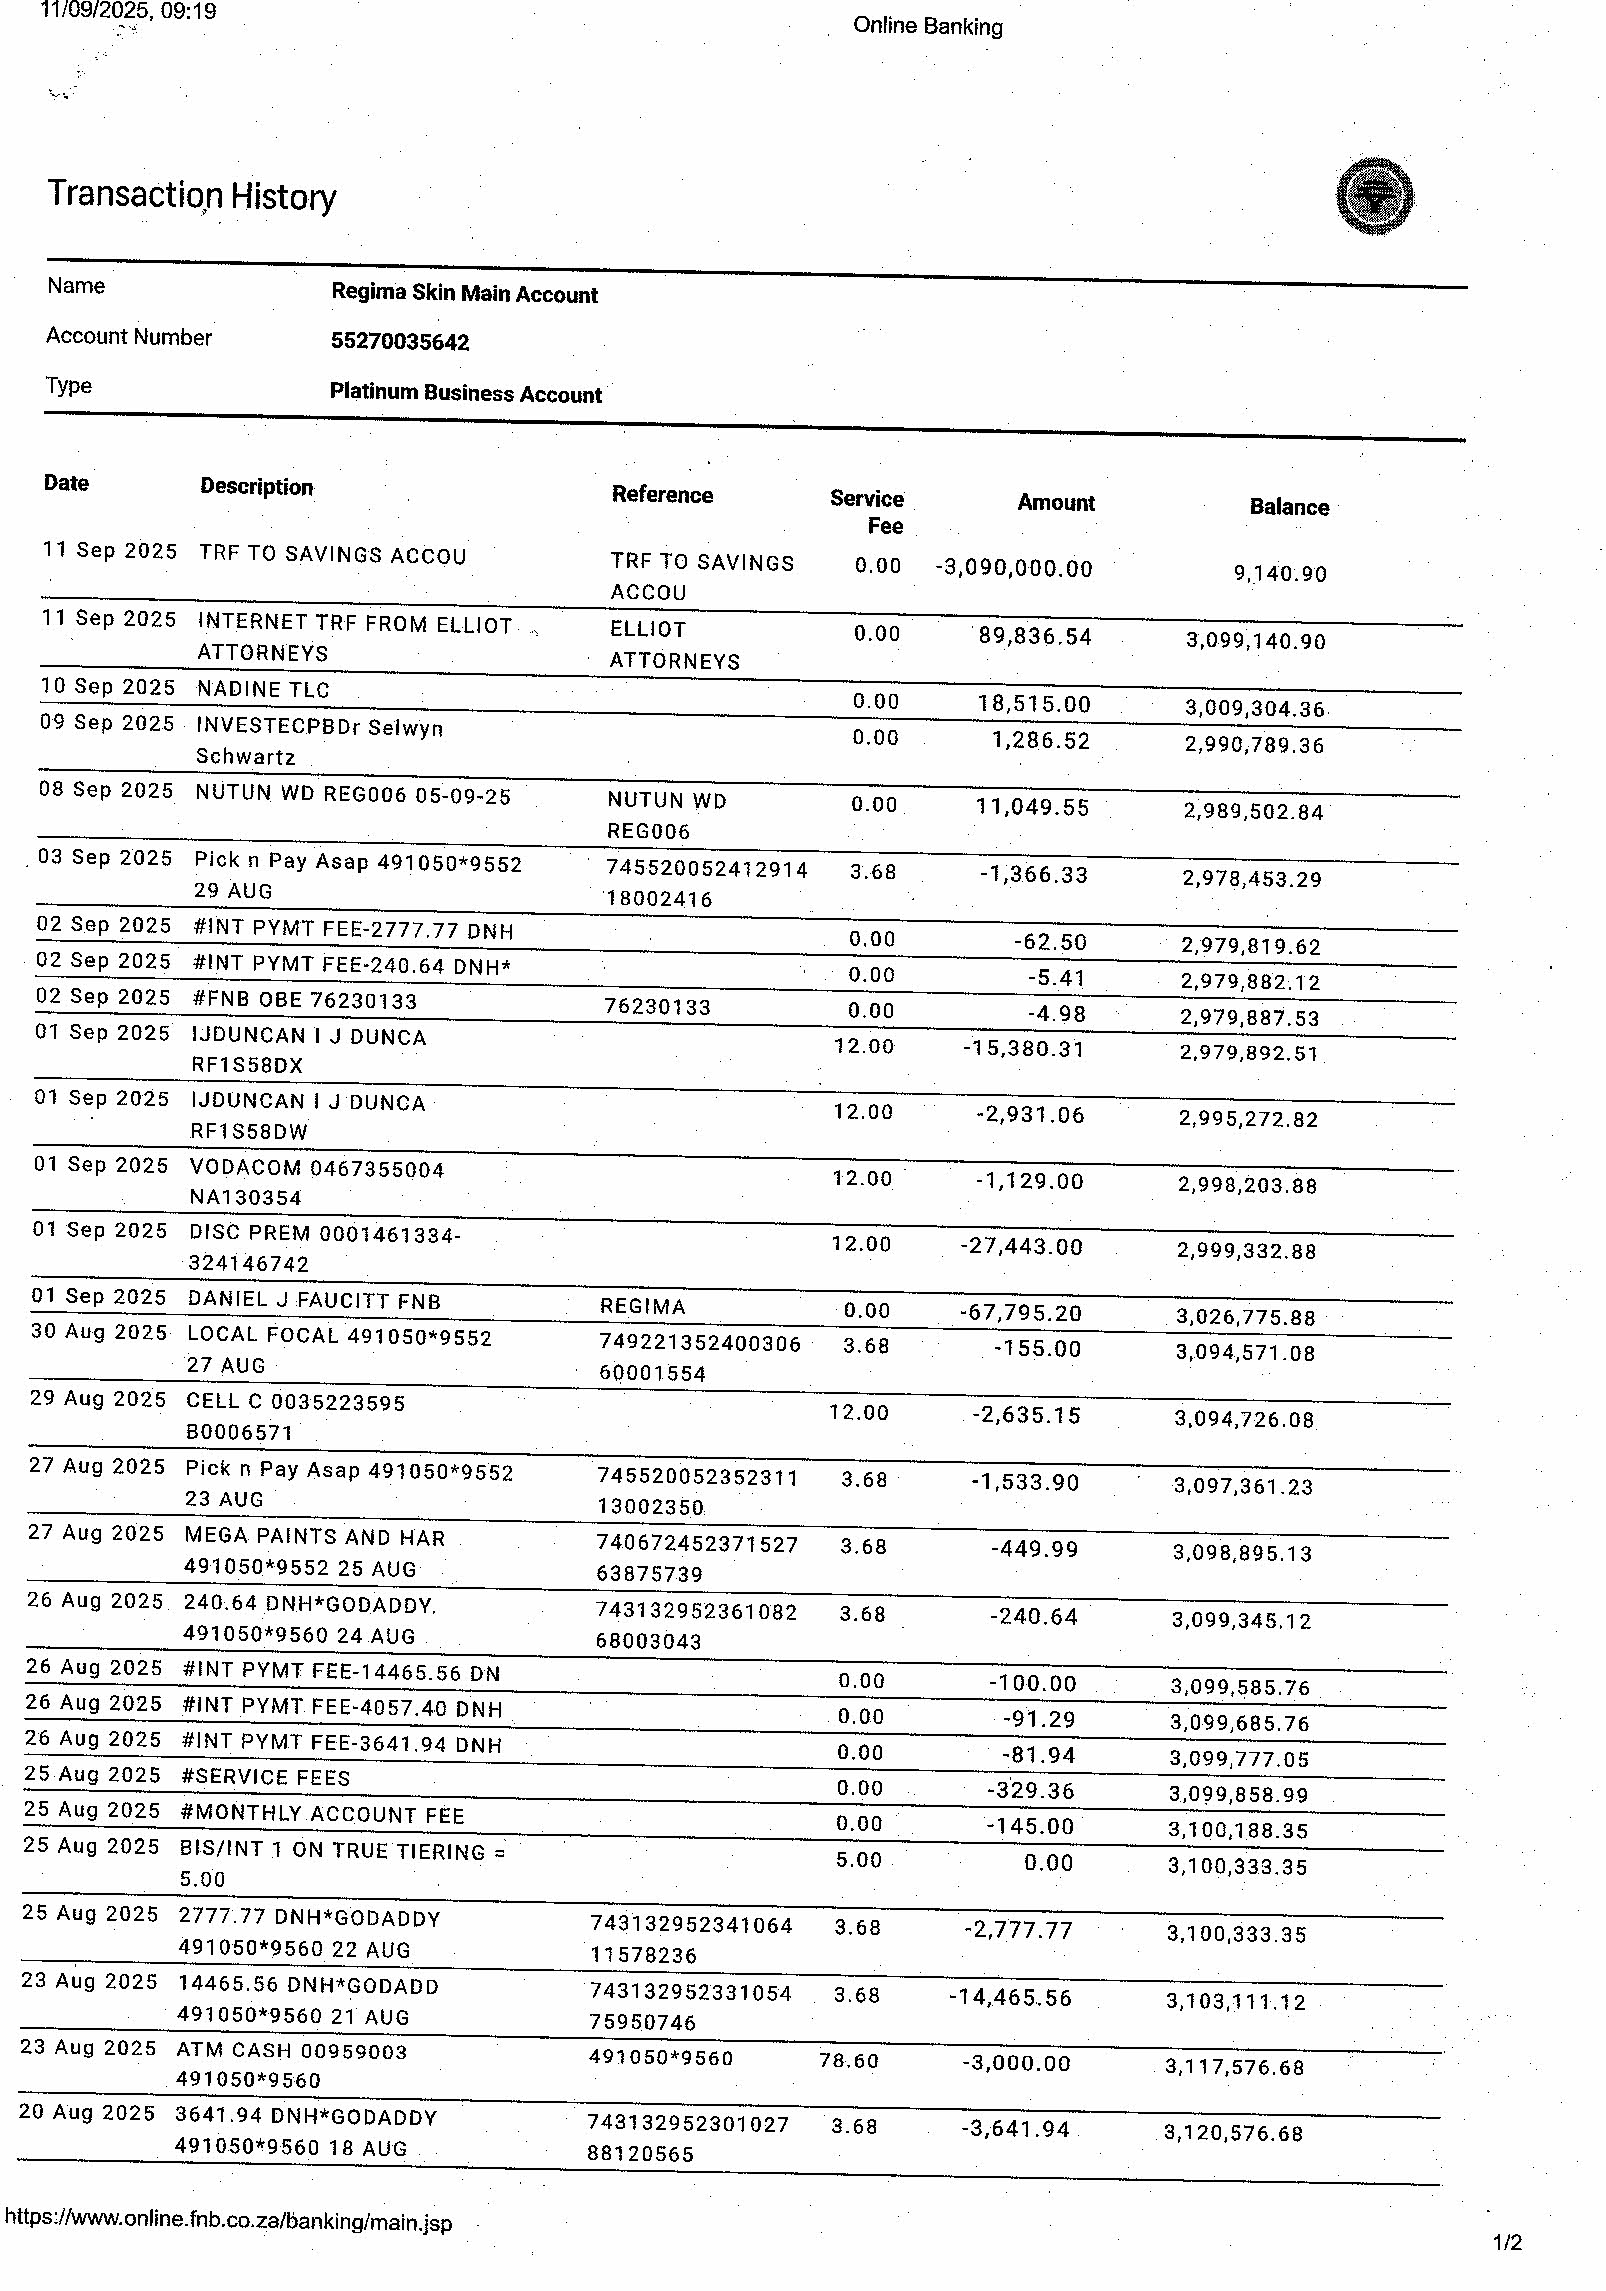 11/09/2025, 09:19
Online Banking
Transaction History
Name Regima Skin Main Account
Account Number 55270035642
Type Platinum Business Account
Date Description Reference Service Amount Balance
Fee
11 Sep 2025 TRF TO SAVINGS ACCOU TRF TO SAVINGS 0.00 -3,090,000.00 9,140.90
ACCOU
11 Sep 2025 INTERNET TRF FROM ELLIOT ELLIOT 0.00 89,836.54 3,099,140.90
ATTORNEYS ATTORNEYS
10 Sep 2025 NADINE TLC 0.00 18,515.00 3,009,304.36
09 Sep 2025 INVESTECPBDr Selwyn 0.00 1,286.52 2,990,789.36
Schwartz
08 Sep 2025 NUTUN WD REG006 05-09-25 NUTUN WD 0.00 11,049.55 2,989,502.84
REG006
03 Sep 2025 Pick n Pay Asap 491050*9552 745520052412914 3.68 -1,366.33 2,978,453.29
29 AUG 18002416
02 Sep 2025 #INT PYMT FEE-2777.77 DNH 0.00 -62.50 2,979,819.62
02 Sep 2025 #INT PYMT FEE-240.64 DNH* 0.00 -5.41 2,979,882.12
02 Sep 2025 #FNB OBE 76230133 76230133 0.00 -4.98 2,979,887.53
01 Sep 2025 IJDUNCAN I J DUNCA 12.00 -15,380.31 2,979,892.51
RF1S58DX
01 Sep 2025 IJDUNCAN I J DUNCA 12.00 -2,931.06 2,995,272.82
RF1S58DW
01 Sep 2025 VODACOM 0467355004 12.00 -1,129.00 2,998,203.88
NA130354
01 Sep 2025 DISC PREM 0001461334- 12.00 -27,443.00 2,999,332.88
324146742
01 Sep 2025 DANIEL J FAUCITT FNB REGIMA 0.00 -67,795.20 3,026,775.88
30 Aug 2025 LOCAL FOCAL 491050*9552 749221352400306 3.68 -155.00 3,094,571.08
27 AUG 60001554
29 Aug 2025 CELL C 0035223595 12.00 -2,635.15 3,094,726.08
B0006571
27 Aug 2025 Pick n Pay Asap 491050*9552 745520052352311 3.68 -1,533.90 3,097,361.23
23 AUG 13002350
27 Aug 2025 MEGA PAINTS AND HAR 740672452371527 3.68 -449.99 3,098,895.13
491050*9552 25 AUG 63875739
26 Aug 2025 240.64 DNH*GODADDY. 743132952361082 3.68 -240.64 3,099,345.12
491050*9560 24 AUG 68003043
26 Aug 2025 #INT PYMT FEE-14465.56 DN 0.00 -100.00 3,099,585.76
26 Aug 2025 #INT PYMT FEE-4057.40 DNH 0.00 -91.29 3,099,685.76
26 Aug 2025 #INT PYMT FEE-3641.94 DNH 0.00 -81.94 3,099,777.05
25 Aug 2025 #SERVICE FEES 0.00 -329.36 3,099,858.99
25 Aug 2025 #MONTHLY ACCOUNT FEE 0.00 -145.00 3,100,188.35
25 Aug 2025 BIS/INT 1 ON TRUE TIERING = 5.00 0.00 3,100,333.35
5.00
25 Aug 2025 2777.77 DNH*GODADDY 743132952341064 3.68 -2,777.77 3,100,333.35
491050*9560 22 AUG 11578236
23 Aug 2025 14465.56 DNH*GODADD 743132952331054 3.68 -14,465.56 3,103,111.12
491050*9560 21 AUG 75950746
23 Aug 2025 ATM CASH 00959003 491050*9560 78.60 -3,000.00 3,117,576.68
491050*9560
20 Aug 2025 3641.94 DNH*GODADDY 743132952301027 3.68 -3,641.94 3,120,576.68
491050*9560 18 AUG 88120565
https://www.online.fnb.co.za/banking/main.jsp
1/2